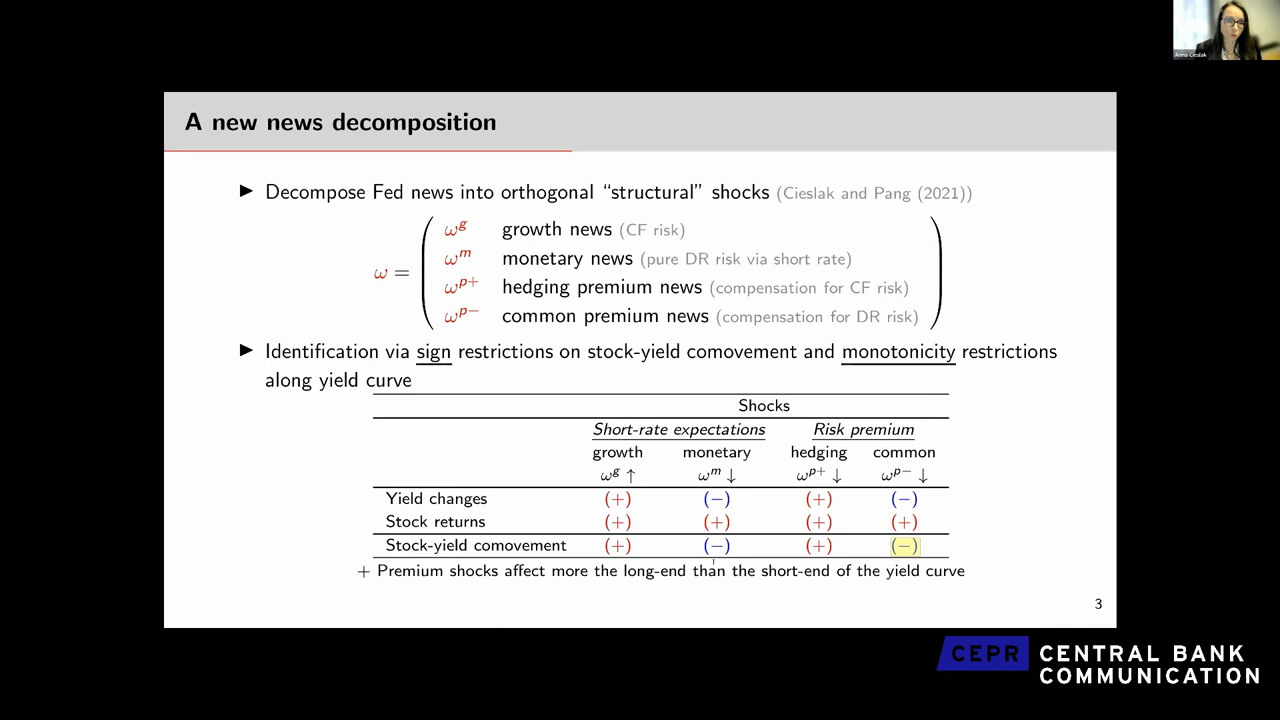 Anna Cieslak
A new news decomposition
▶ Decompose Fed news into orthogonal “structural” shocks (Cieslak and Pang (2021))
ω =
ω^g growth news (CF risk)
ω^m monetary news (pure DR risk via short rate)
ω^p+ hedging premium news (compensation for CF risk)
ω^p− common premium news (compensation for DR risk)
▶ Identification via sign restrictions on stock-yield comovement and monotonicity restrictions
along yield curve
Shocks
Short-rate expectations Risk premium
growth monetary hedging common
ω^g ↑ ω^m ↓ ω^p+ ↓ ω^p− ↓
Yield changes (+) (−) (+) (−)
Stock returns (+) (+) (+) (+)
Stock-yield comovement (+) (−) (+) (−)
+ Premium shocks affect more the long-end than the short-end of the yield curve
3
CEPR CENTRAL BANK
COMMUNICATION